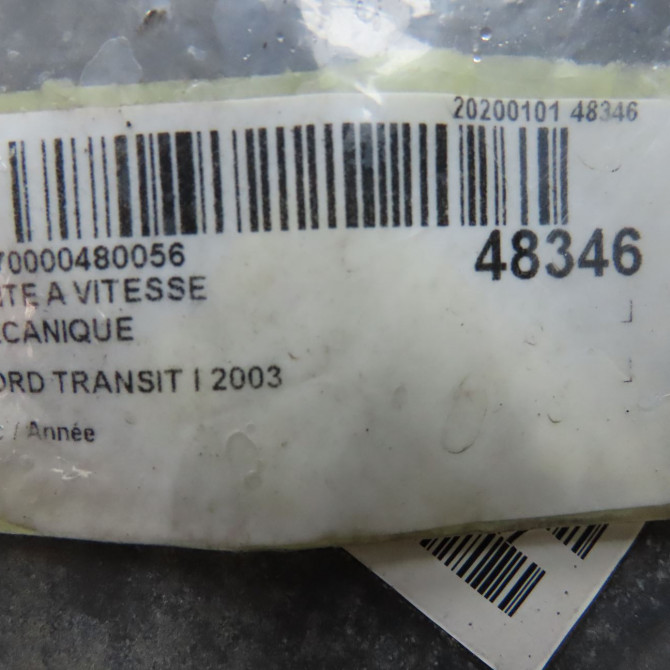 20200101 48346
70000480056
48346
ITE A VITESSE
CANIQUE
ORD TRANSIT I 2003
/ Année